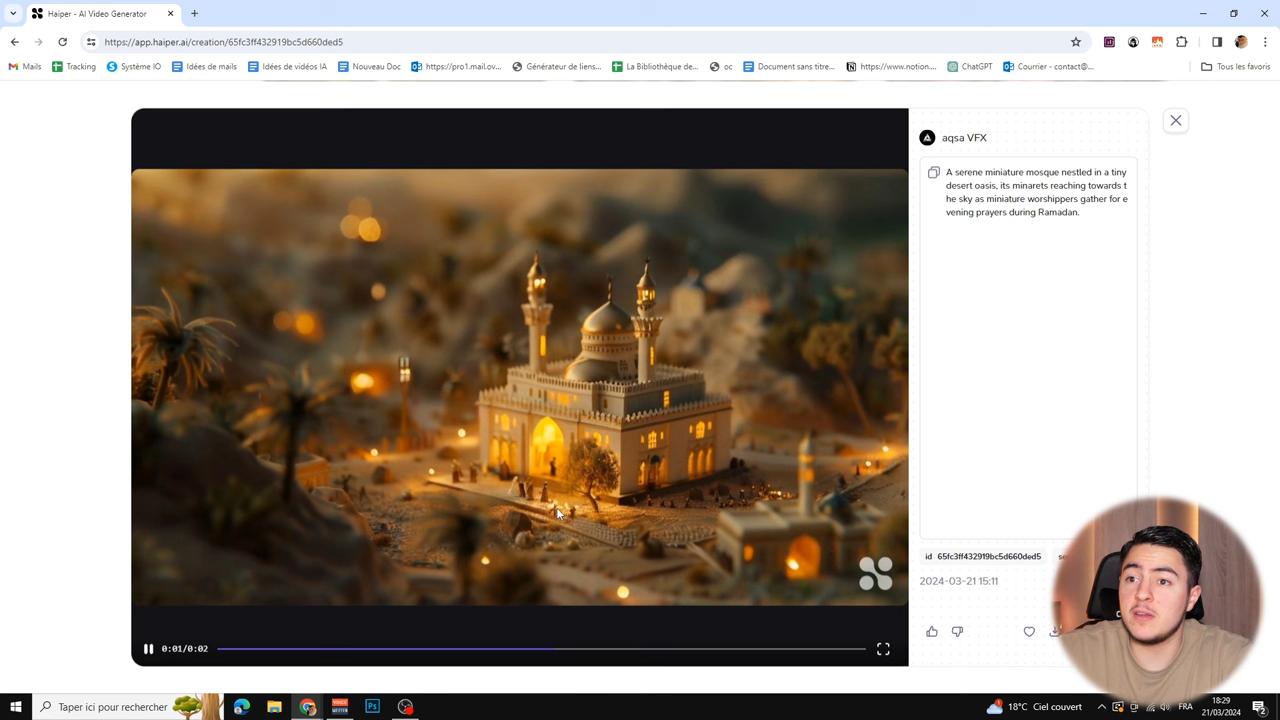 Haiper - AI Video Generator
https://app.haiper.ai/creation/65fc3ff432919bc5d660ded5
Mails
Tracking
Système IO
Idées de mails
Idées de vidéos IA
Nouveau Doc
https://pro1.mail.ov...
Générateur de liens...
La Bibliothèque de...
oc
Document sans titre...
https://www.notion....
ChatGPT
Courrier - contact@...
Tous les favoris
aqsa VFX
A serene miniature mosque nestled in a tiny
desert oasis, its minarets reaching towards t
he sky as miniature worshippers gather for e
vening prayers during Ramadan.
id 65fc3ff432919bc5d660ded5
2024-03-21 15:11
0:01/0:02
Taper ici pour rechercher
18°C Ciel couvert
FRA
18:29
21/03/2024
2